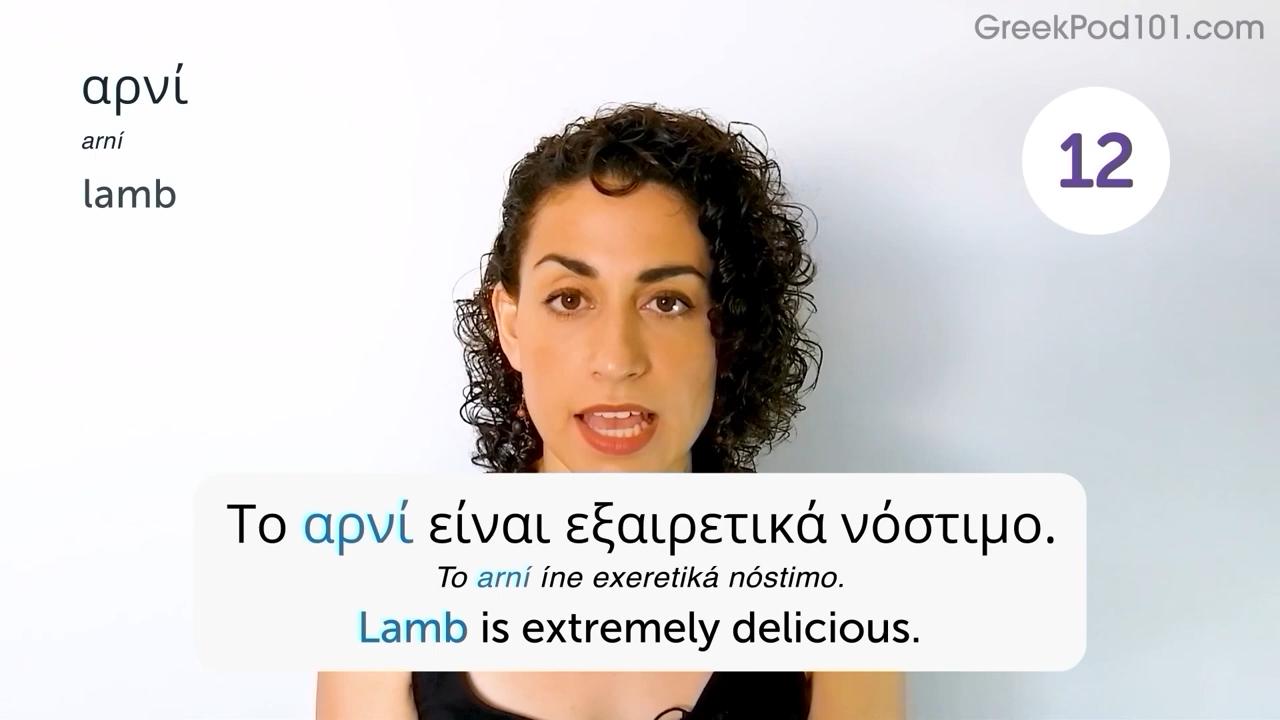 GreekPod101.com
αρνί
arní
lamb
12
Το αρνί είναι εξαιρετικά νόστιμο.
To arní íne exeretiká nóstimo.
Lamb is extremely delicious.